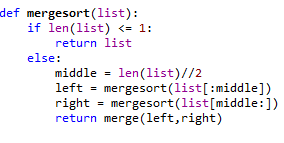 def mergesort(list):
    if len(list) <= 1:
        return list
    else:
        middle = len(list)//2
        left = mergesort(list[:middle])
        right = mergesort(list[middle:])
        return merge(left,right)